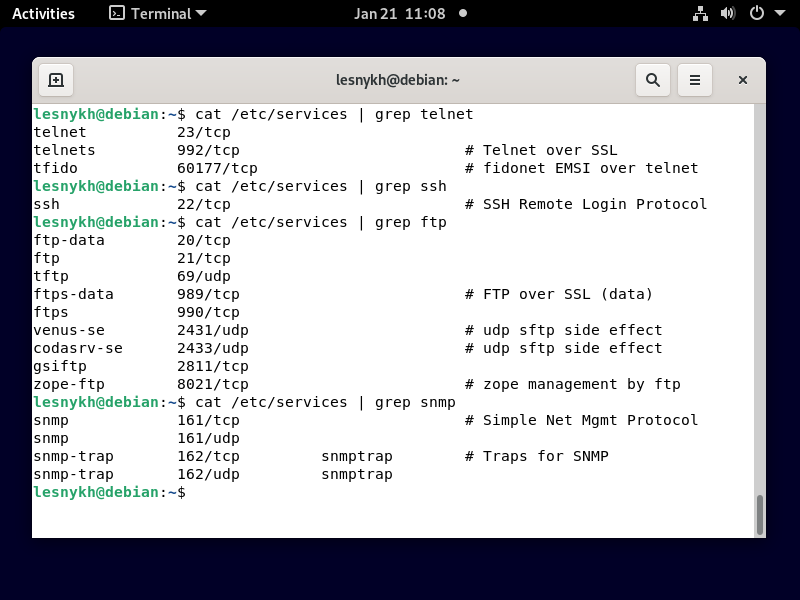 Activities Terminal Jan 21 11:08
lesnykh@debian: ~
lesnykh@debian:~$ cat /etc/services | grep telnet
telnet 23/tcp
telnets 992/tcp # Telnet over SSL
tfido 60177/tcp # fidonet EMSI over telnet
lesnykh@debian:~$ cat /etc/services | grep ssh
ssh 22/tcp # SSH Remote Login Protocol
lesnykh@debian:~$ cat /etc/services | grep ftp
ftp-data 20/tcp
ftp 21/tcp
tftp 69/udp
ftps-data 989/tcp # FTP over SSL (data)
ftps 990/tcp
venus-se 2431/udp # udp sftp side effect
codasrv-se 2433/udp # udp sftp side effect
gsiftp 2811/tcp
zope-ftp 8021/tcp # zope management by ftp
lesnykh@debian:~$ cat /etc/services | grep snmp
snmp 161/tcp # Simple Net Mgmt Protocol
snmp 161/udp
snmp-trap 162/tcp snmptrap # Traps for SNMP
snmp-trap 162/udp snmptrap
lesnykh@debian:~$